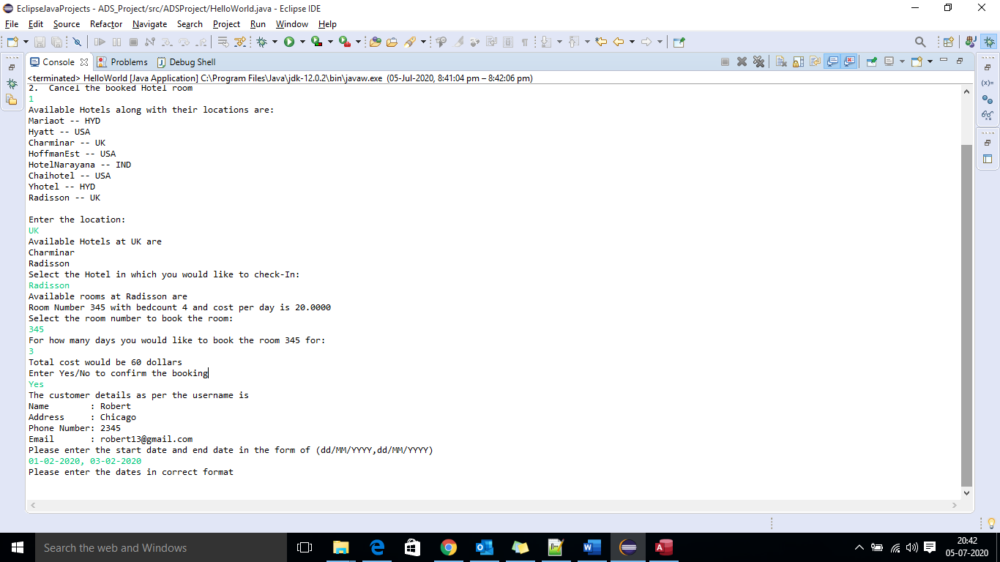 EclipseJavaProjects - ADS_Project/src/ADSProject/HelloWorld.java - Eclipse IDE
File Edit Source Refactor Navigate Search Project Run Window Help
Console Problems Debug Shell
<terminated> HelloWorld [Java Application] C:\Program Files\Java\jdk-12.0.2\bin\javaw.exe (05-Jul-2020, 8:41:04 pm – 8:42:06 pm)
2.  Cancel the booked Hotel room
1
Available Hotels along with their locations are:
Mariaot -- HYD
Hyatt -- USA
Charminar -- UK
HoffmanEst -- USA
HotelNarayana -- IND
Chaihotel -- USA
Yhotel -- HYD
Radisson -- UK
Enter the location:
UK
Available Hotels at UK are
Charminar
Radisson
Select the Hotel in which you would like to check-In:
Radisson
Available rooms at Radisson are
Room Number 345 with bedcount 4 and cost per day is 20.0000
Select the room number to book the room:
345
For how many days you would like to book the room 345 for:
3
Total cost would be 60 dollars
Enter Yes/No to confirm the booking
Yes
The customer details as per the username is
Name        : Robert
Address     : Chicago
Phone Number: 2345
Email       : robert13@gmail.com
Please enter the start date and end date in the form of (dd/MM/YYYY,dd/MM/YYYY)
01-02-2020, 03-02-2020
Please enter the dates in correct format
Search the web and Windows
20:42
05-07-2020